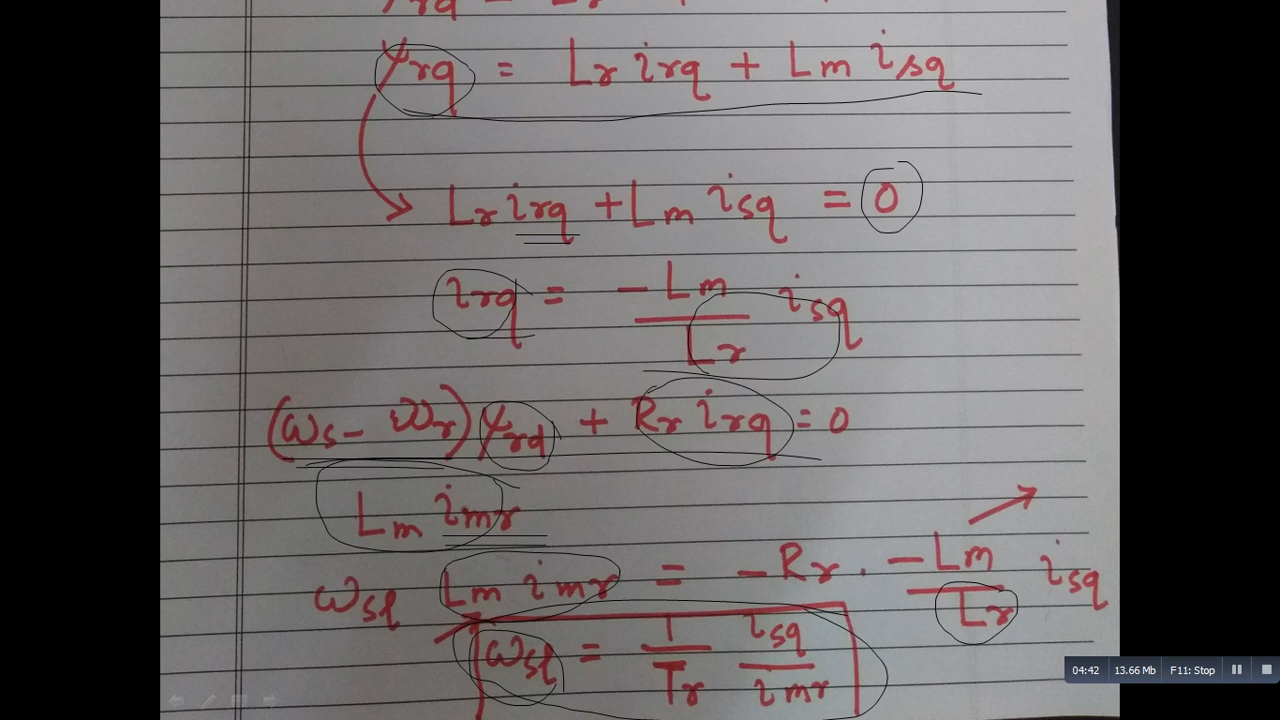 ψrq = Lr irq + Lm isq
Lr irq + Lm isq = 0
irq = -Lm/Lr isq
(ωs - ωr) ψrd + Rr irq = 0
Lm imr
ωsl Lm imr = -Rr . -Lm/Lr isq
ωsl = 1/Tr isq/imr
04:42 13.66 Mb F11: Stop